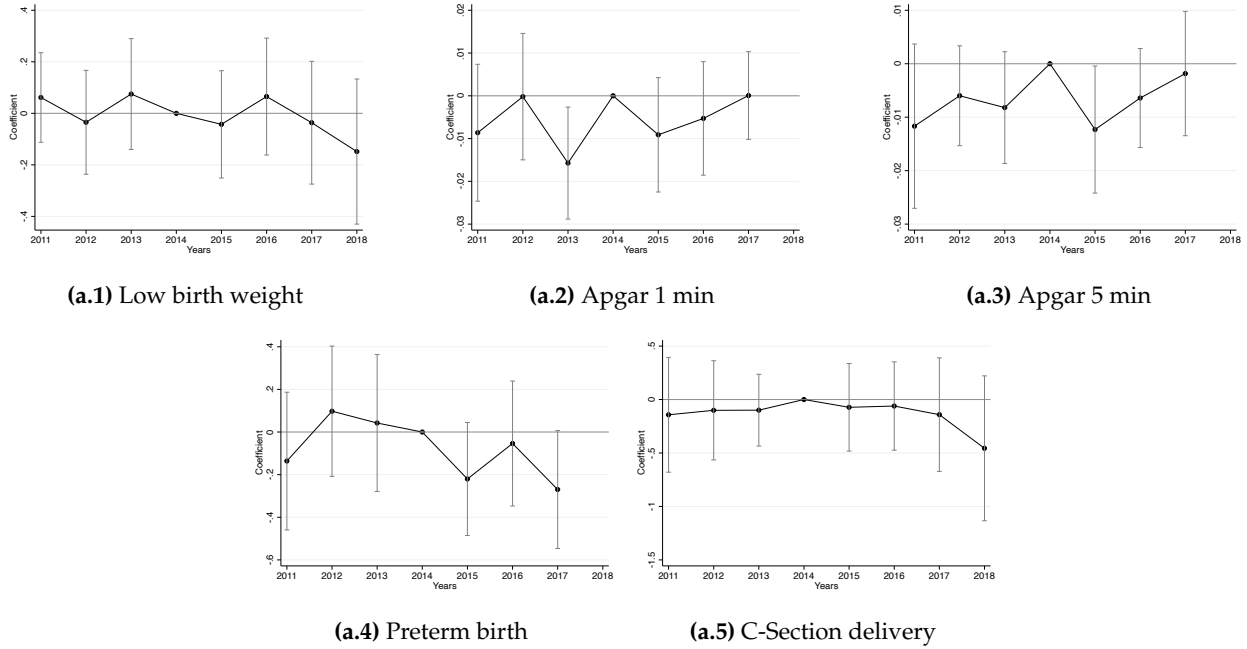 .4
.2
0
-.2
-.4
Coefficient
2011 2012 2013 2014 2015 2016 2017 2018
Years
(a.1) Low birth weight
.02
.01
0
-.01
-.02
-.03
Coefficient
2011 2012 2013 2014 2015 2016 2017 2018
Years
(a.2) Apgar 1 min
.01
0
-.01
-.02
-.03
Coefficient
2011 2012 2013 2014 2015 2016 2017 2018
Years
(a.3) Apgar 5 min
.4
.2
0
-.2
-.4
-.6
Coefficient
2011 2012 2013 2014 2015 2016 2017 2018
Years
(a.4) Preterm birth
.5
0
-.5
-1
-1.5
Coefficient
2011 2012 2013 2014 2015 2016 2017 2018
Years
(a.5) C-Section delivery